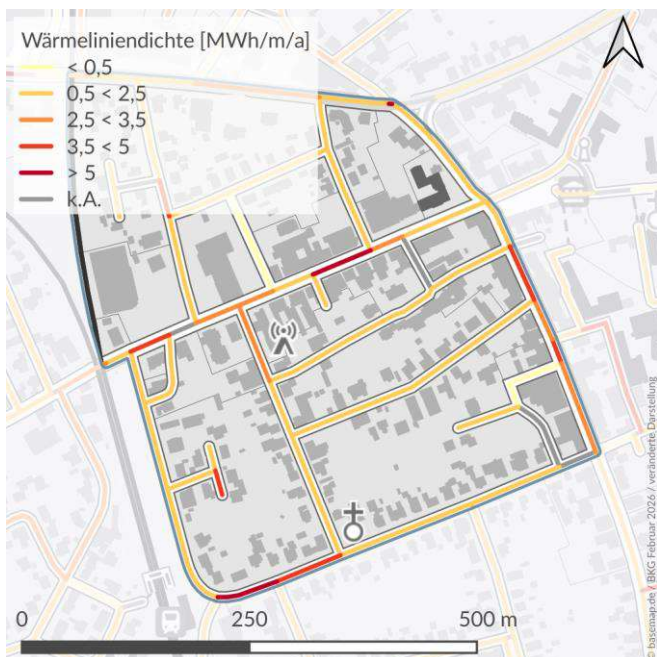 Wärmeliniendichte [MWh/m/a]
< 0,5
0,5 < 2,5
2,5 < 3,5
3,5 < 5
> 5
k.A.
0 250 500 m
© basemap.de / BKG Februar 2026 / veränderte Darstellung